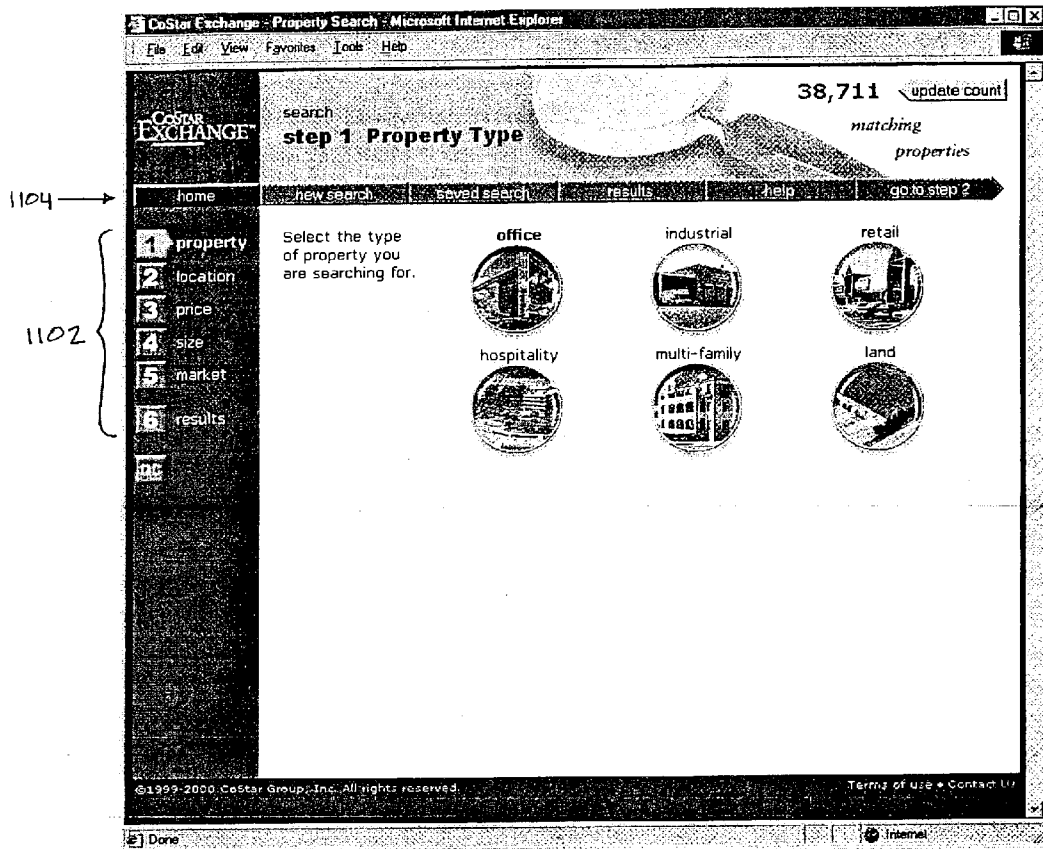 CoStar Exchange - Property Search - Microsoft Internet Explorer
File Edit View Favorites Tools Help
COSTAR
EXCHANGE™
search
step 1 Property Type
38,711 update count
matching
properties
1104
home new search saved search results help go to step 2
1102
1 property
2 location
3 price
4 size
5 market
6 results
Select the type
of property you
are searching for.
office industrial retail
hospitality multi-family land
©1999-2000 CoStar Group, Inc. All rights reserved.
Terms of use • Contact Us
Done
Internet